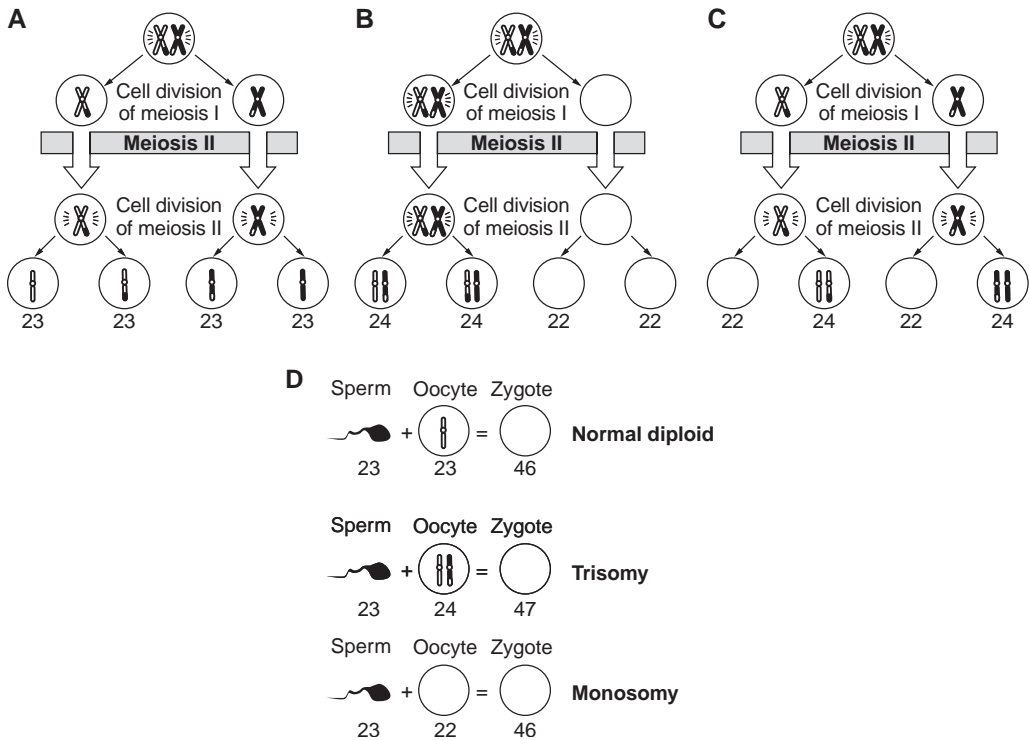 A
Cell division
of meiosis I
Meiosis II
Cell division
of meiosis II
23 23 23 23
B
Cell division
of meiosis I
Meiosis II
Cell division
of meiosis II
24 24 22 22
C
Cell division
of meiosis I
Meiosis II
Cell division
of meiosis II
22 24 22 24
D
Sperm Oocyte Zygote
+ = Normal diploid
23 23 46
Sperm Oocyte Zygote
+ = Trisomy
23 24 47
Sperm Oocyte Zygote
+ = Monosomy
23 22 46